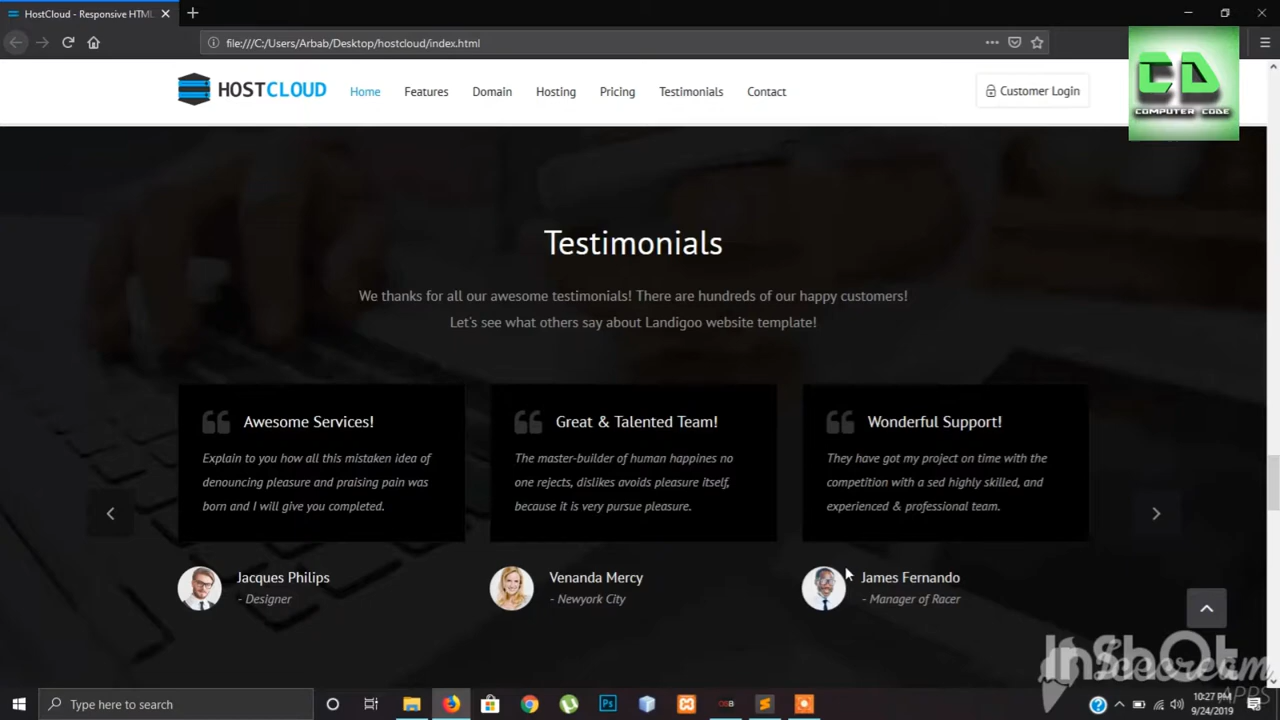 HostCloud - Responsive HTML
file:///C:/Users/Arbab/Desktop/hostcloud/index.html
HOSTCLOUD
Home
Features
Domain
Hosting
Pricing
Testimonials
Contact
Customer Login
CD
COMPUTER CODE
Testimonials
We thanks for all our awesome testimonials! There are hundreds of our happy customers!
Let's see what others say about Landigoo website template!
Awesome Services!
Explain to you how all this mistaken idea of
denouncing pleasure and praising pain was
born and I will give you completed.
Jacques Philips
- Designer
Great & Talented Team!
The master-builder of human happines no
one rejects, dislikes avoids pleasure itself,
because it is very pursue pleasure.
Venanda Mercy
- Newyork City
Wonderful Support!
They have got my project on time with the
competition with a sed highly skilled, and
experienced & professional team.
James Fernando
- Manager of Racer
InShOt
Icecream
APPS
Type here to search
Ps
10:27 PM
9/24/2019